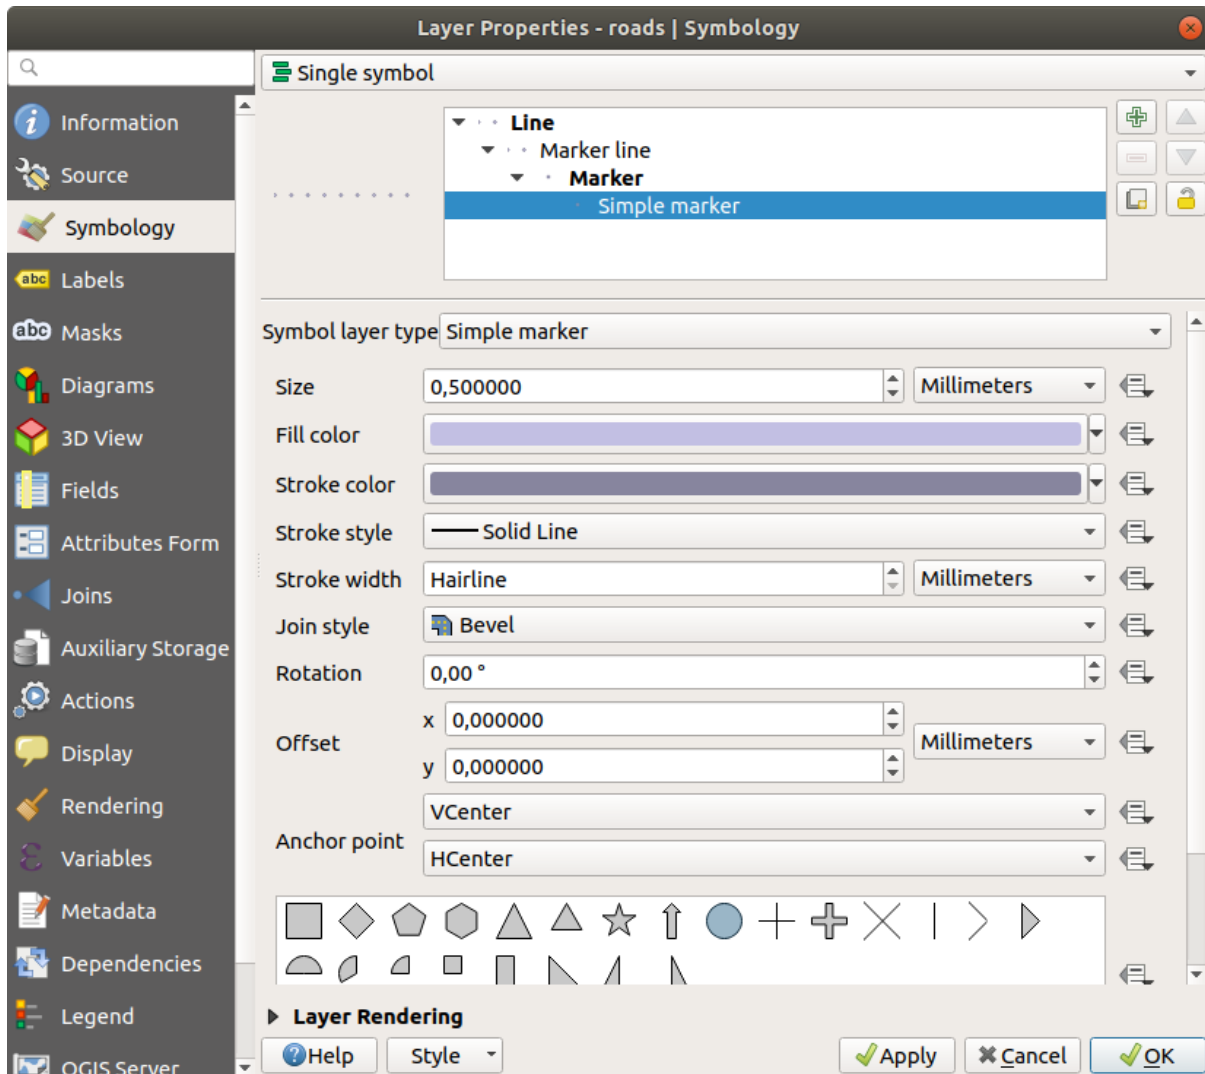 Layer Properties - roads | Symbology
Single symbol
Information
Source
Symbology
abc Labels
abc Masks
Diagrams
3D View
Fields
Attributes Form
Joins
Auxiliary Storage
Actions
Display
Rendering
Variables
Metadata
Dependencies
Legend
QGIS Server
Line
Marker line
Marker
Simple marker
Symbol layer type Simple marker
Size 0,500000 Millimeters
Fill color
Stroke color
Stroke style Solid Line
Stroke width Hairline Millimeters
Join style Bevel
Rotation 0,00 °
Offset x 0,000000 Millimeters
y 0,000000
Anchor point VCenter
HCenter
Layer Rendering
Help Style Apply Cancel OK